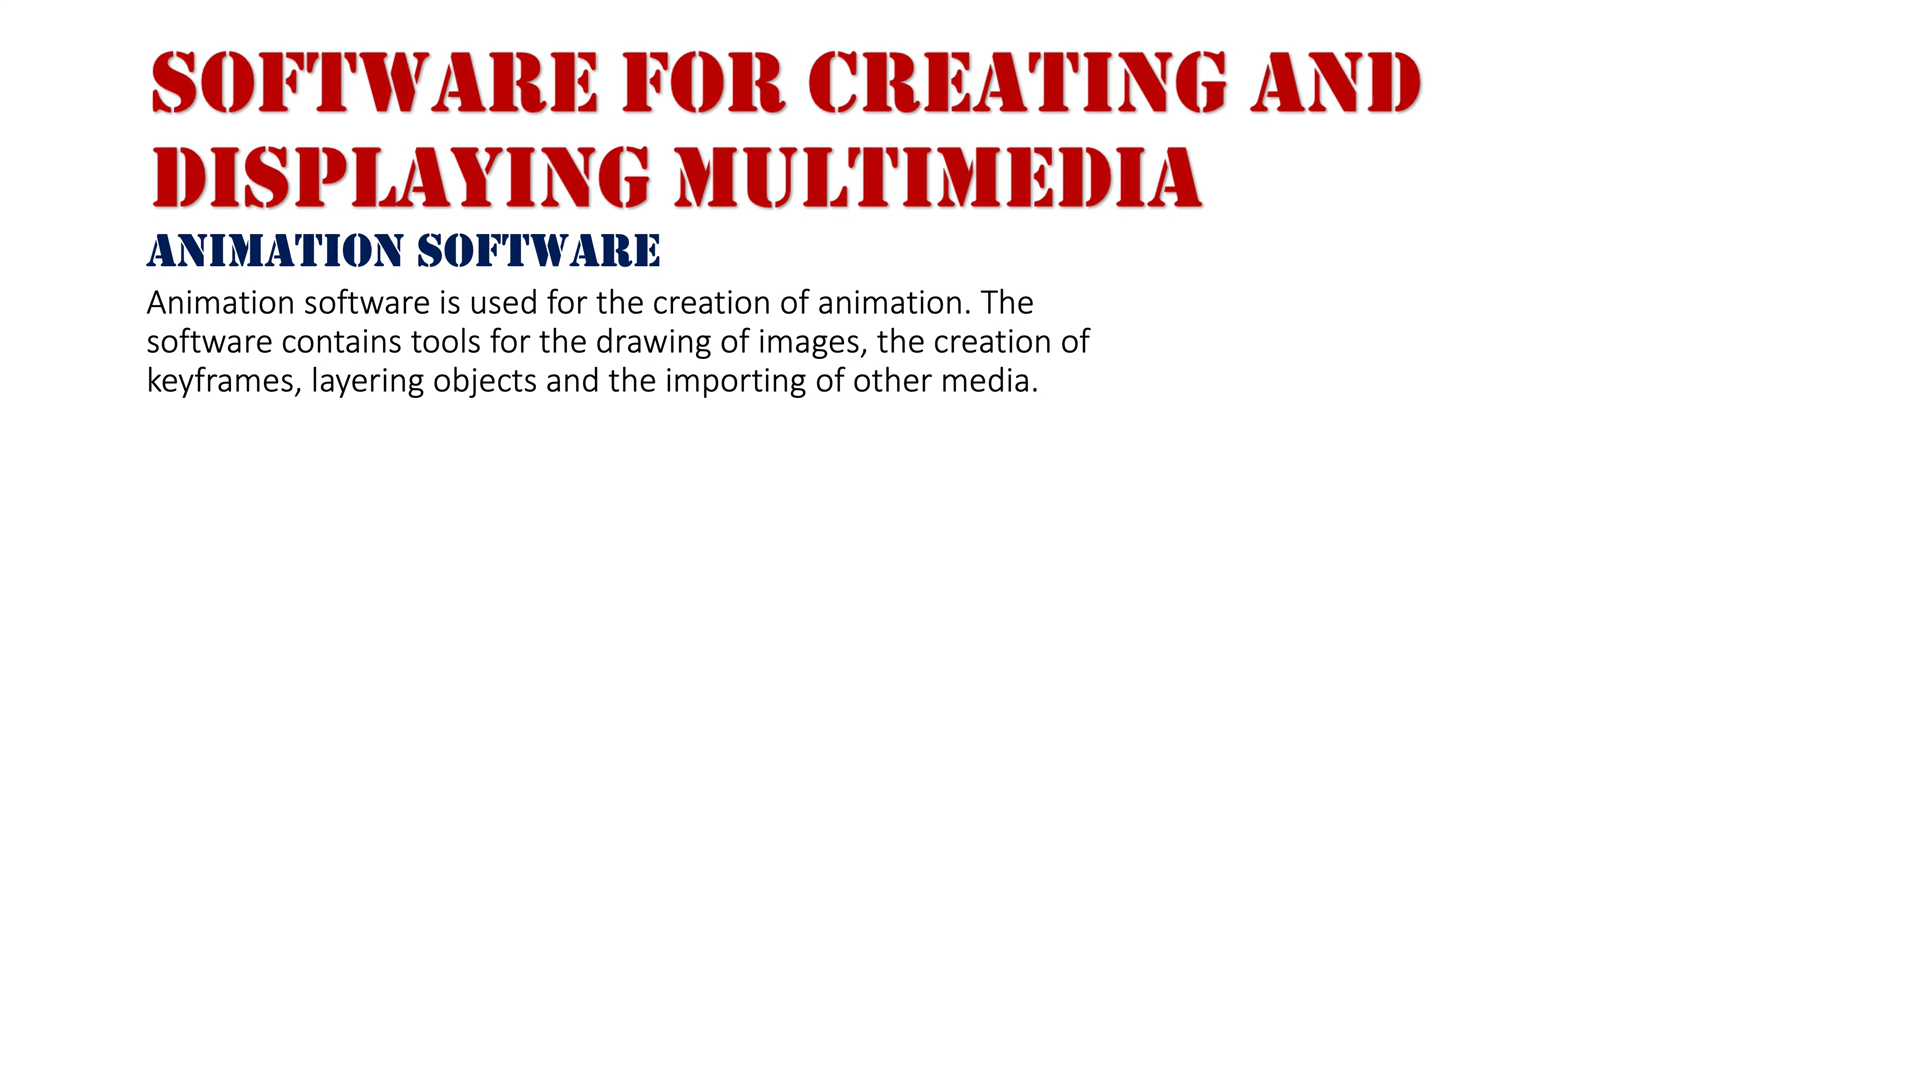 SOFTWARE FOR CREATING AND
DISPLAYING MULTIMEDIA
ANIMATION SOFTWARE
Animation software is used for the creation of animation. The
software contains tools for the drawing of images, the creation of
keyframes, layering objects and the importing of other media.